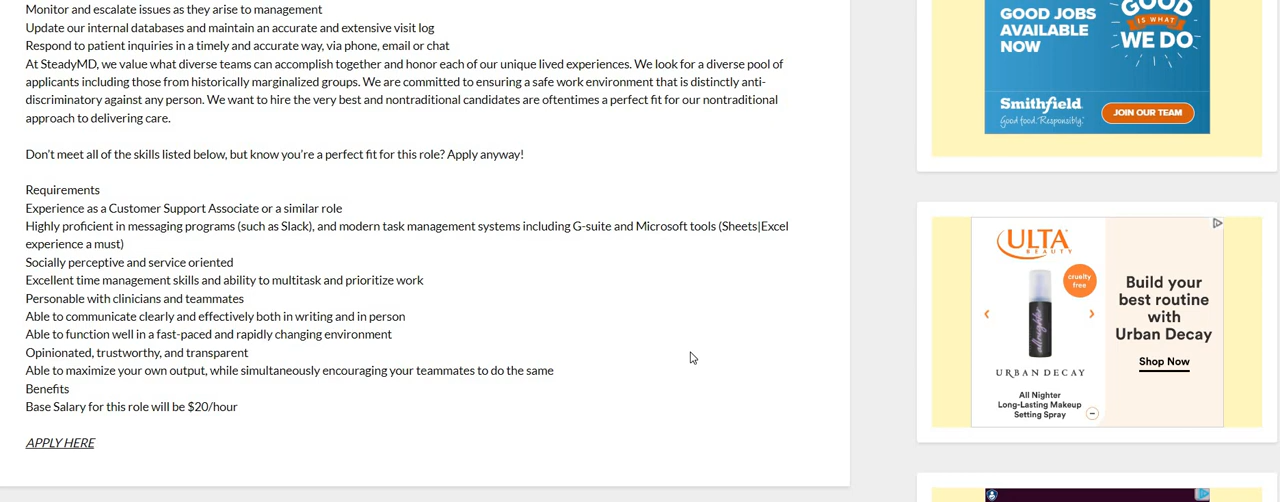 Monitor and escalate issues as they arise to management
Update our internal databases and maintain an accurate and extensive visit log
Respond to patient inquiries in a timely and accurate way, via phone, email or chat
At SteadyMD, we value what diverse teams can accomplish together and honor each of our unique lived experiences. We look for a diverse pool of
applicants including those from historically marginalized groups. We are committed to ensuring a safe work environment that is distinctly anti-
discriminatory against any person. We want to hire the very best and nontraditional candidates are oftentimes a perfect fit for our nontraditional
approach to delivering care.
Don't meet all of the skills listed below, but know you're a perfect fit for this role? Apply anyway!
Requirements
Experience as a Customer Support Associate or a similar role
Highly proficient in messaging programs (such as Slack), and modern task management systems including G-suite and Microsoft tools (Sheets|Excel
experience a must)
Socially perceptive and service oriented
Excellent time management skills and ability to multitask and prioritize work
Personable with clinicians and teammates
Able to communicate clearly and effectively both in writing and in person
Able to function well in a fast-paced and rapidly changing environment
Opinionated, trustworthy, and transparent
Able to maximize your own output, while simultaneously encouraging your teammates to do the same
Benefits
Base Salary for this role will be $20/hour
APPLY HERE
GOOD JOBS
AVAILABLE
NOW
GOOD
IS WHAT
WE DO
Smithfield
Good food. Responsibly.
JOIN OUR TEAM
ULTA
BEAUTY
cruelty
free
allnighter
URBAN DECAY
All Nighter
Long-Lasting Makeup
Setting Spray
Build your
best routine
with
Urban Decay
Shop Now